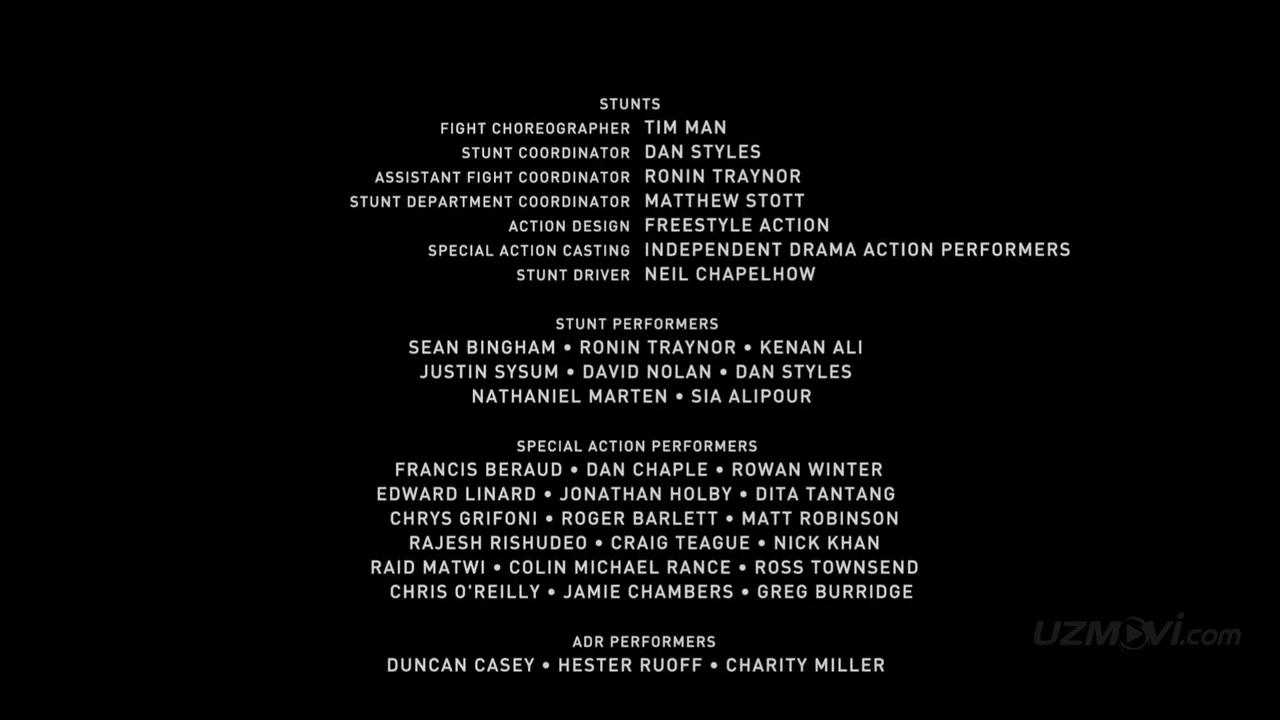 STUNTS
FIGHT CHOREOGRAPHER TIM MAN
STUNT COORDINATOR DAN STYLES
ASSISTANT FIGHT COORDINATOR RONIN TRAYNOR
STUNT DEPARTMENT COORDINATOR MATTHEW STOTT
ACTION DESIGN FREESTYLE ACTION
SPECIAL ACTION CASTING INDEPENDENT DRAMA ACTION PERFORMERS
STUNT DRIVER NEIL CHAPELHOW
STUNT PERFORMERS
SEAN BINGHAM • RONIN TRAYNOR • KENAN ALI
JUSTIN SYSUM • DAVID NOLAN • DAN STYLES
NATHANIEL MARTEN • SIA ALIPOUR
SPECIAL ACTION PERFORMERS
FRANCIS BERAUD • DAN CHAPLE • ROWAN WINTER
EDWARD LINARD • JONATHAN HOLBY • DITA TANTANG
CHRYS GRIFONI • ROGER BARLETT • MATT ROBINSON
RAJESH RISHUDEO • CRAIG TEAGUE • NICK KHAN
RAID MATWI • COLIN MICHAEL RANCE • ROSS TOWNSEND
CHRIS O'REILLY • JAMIE CHAMBERS • GREG BURRIDGE
UZMOVi.com
ADR PERFORMERS
DUNCAN CASEY • HESTER RUOFF • CHARITY MILLER